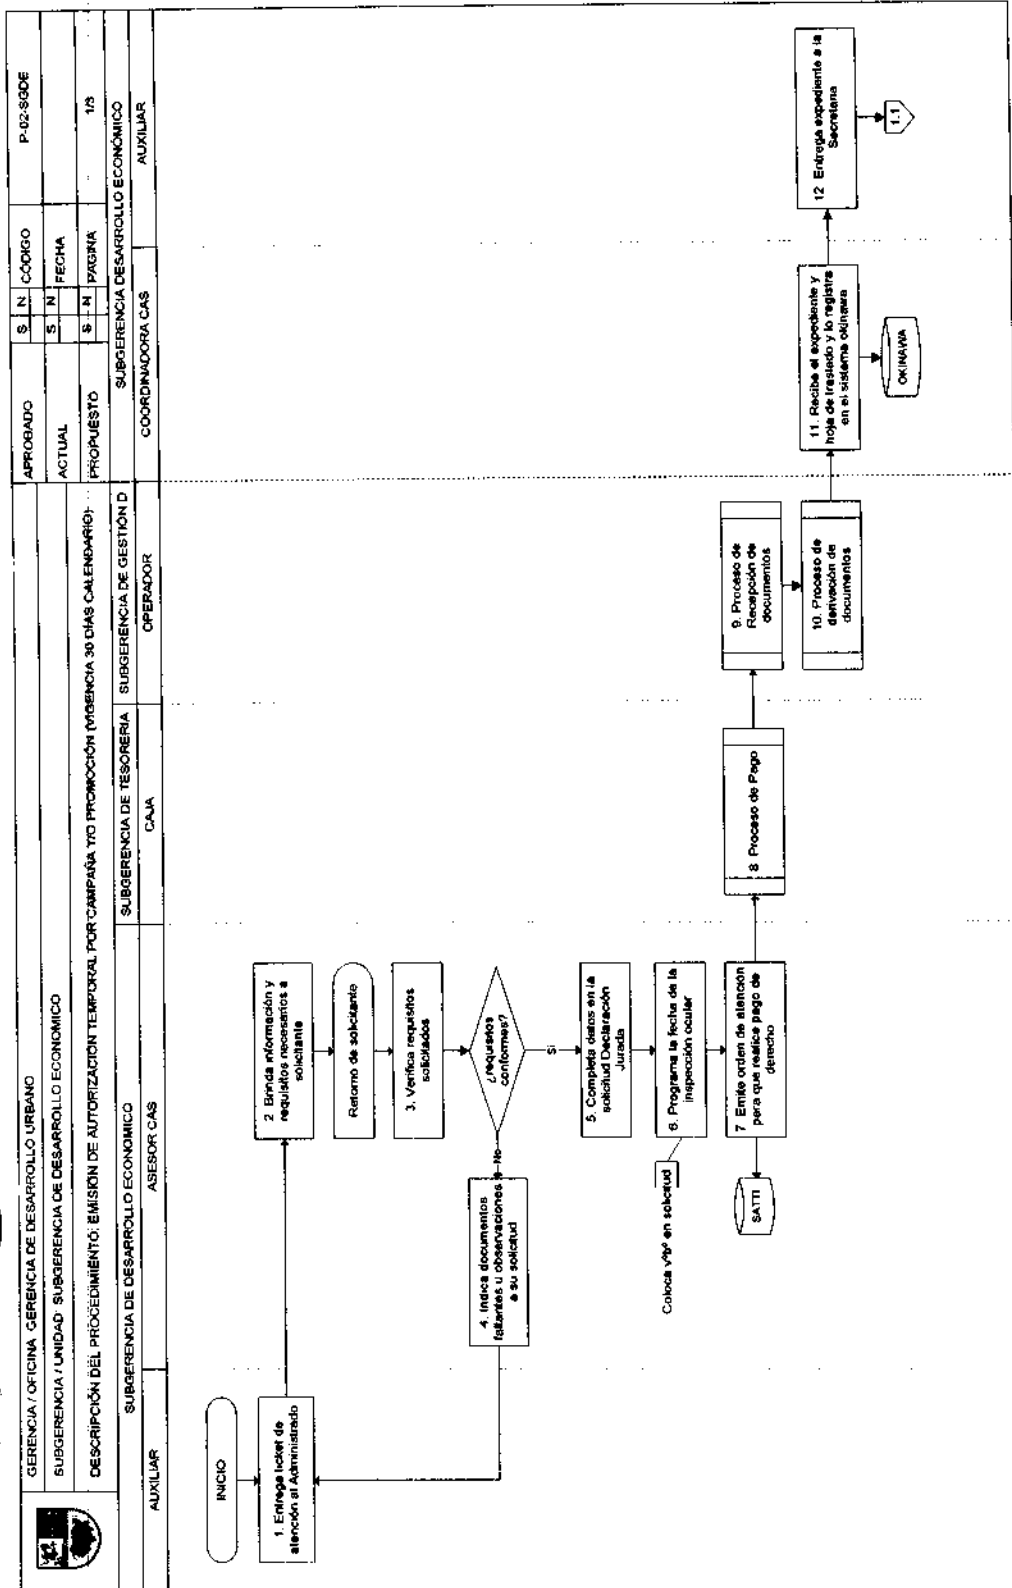 GERENCIA / OFICINA GERENCIA DE DESARROLLO URBANO
APROBADO
S N CÓDIGO
P-02-SGDE
SUBGERENCIA / UNIDAD: SUBGERENCIA DE DESARROLLO ECONOMICO
ACTUAL
S N FECHA
DESCRIPCIÓN DEL PROCEDIMIENTO: EMISIÓN DE AUTORIZACIÓN TEMPORAL POR CAMPAÑA Y/O PROMOCIÓN (VIGENCIA 30 DÍAS CALENDARIO)
PROPUESTO
S N PAGINA
1/3
SUBGERENCIA DE DESARROLLO ECONOMICO
SUBGERENCIA DE TESORERIA
SUBGERENCIA DE GESTIÓN D
SUBGERENCIA DESARROLLO ECONÓMICO
AUXILIAR
ASESOR CAS
CAJA
OPERADOR
COORDINADORA CAS
AUXILIAR
INICIO
1. Entrega ticket de
atención al Administrado
2 Brinda información y
requisitos necesarios a
solicitante
Retorno de solicitante
3. Verifica requisitos
solicitados
¿requisitos
conformes?
No
4. Indica documentos
faltantes u observaciones
a su solicitud
Si
5. Completa datos en la
solicitud Declaración
Jurada
6. Programa la fecha de la
inspección ocular
Coloca vºbº en solicitud
7 Emite orden de atención
para que realice pago de
derecho
SATTI
8 Proceso de Pago
9. Proceso de
Recepción de
documentos
10. Proceso de
derivación de
documentos
11. Recibe el expediente y
hoja de traslado y lo registra
en el sistema okinawa
OKINAWA
12 Entrega expediente a la
Secretaria
1.1